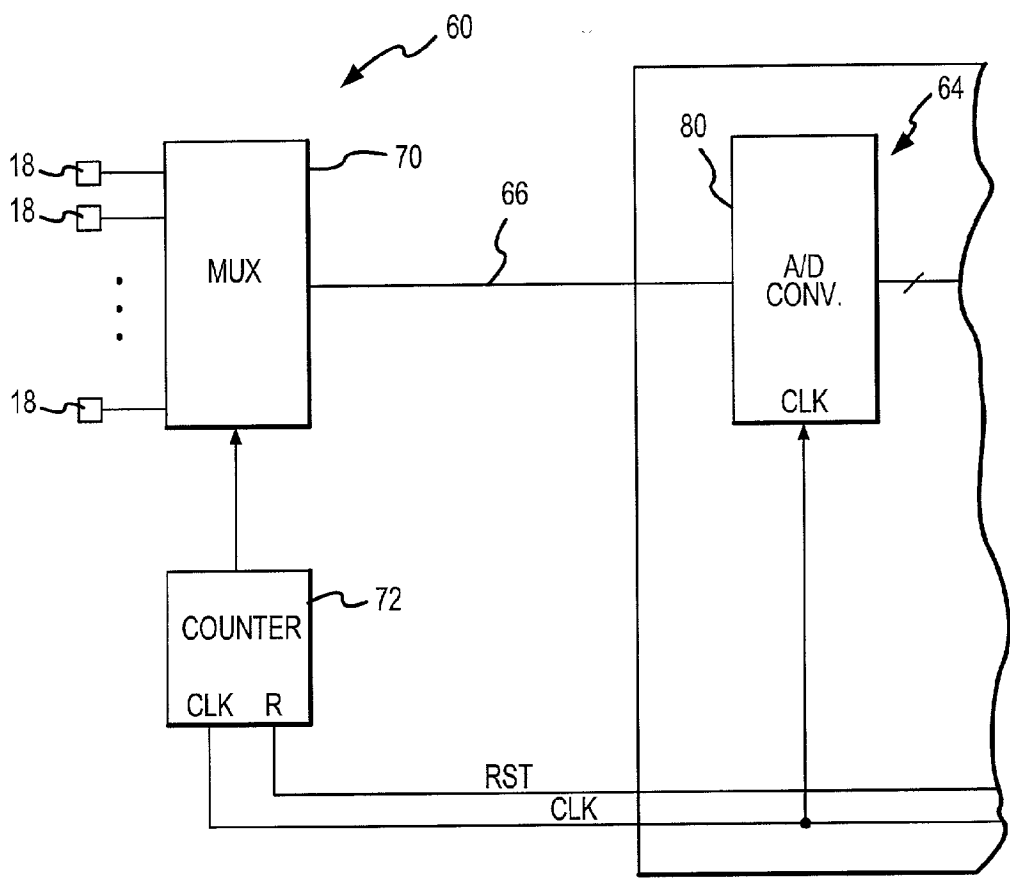 60
64
80
18
70
18
66
MUX
A/D
CONV.
18
CLK
72
COUNTER
CLK R
RST
CLK